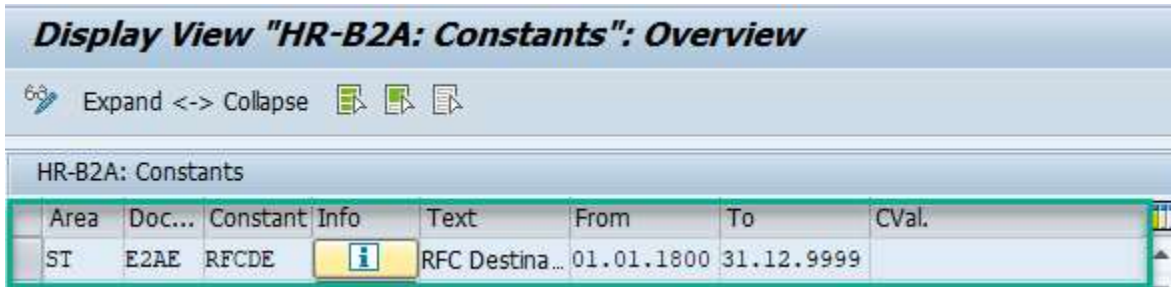 Display View "HR-B2A: Constants": Overview
Expand <-> Collapse
HR-B2A: Constants
Area Doc... Constant Info Text From To CVal.
ST E2AE RFCDE RFC Destina... 01.01.1800 31.12.9999